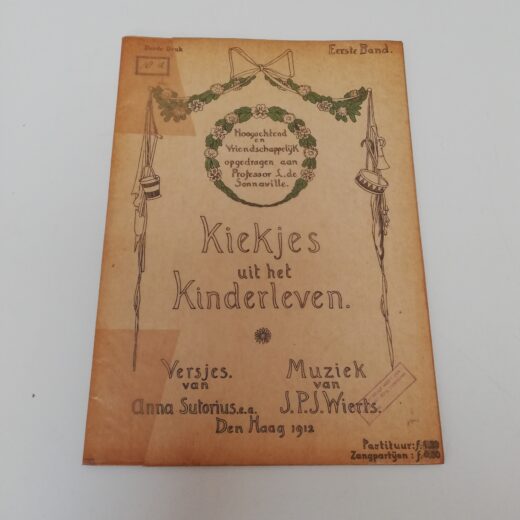 Derde Druk
Eerste Band.
Hoogachtend
en
Vriendschappelijk
opgedragen aan
Professor L. de
Sonnaville.
Kiekjes
uit het
Kinderleven.
Versjes.
van
Anna Sutorius.e.a.
Muziek
van
J.P.J. Wierts.
Den Haag 1912
Partituur: f.
Zangpartijen: f.